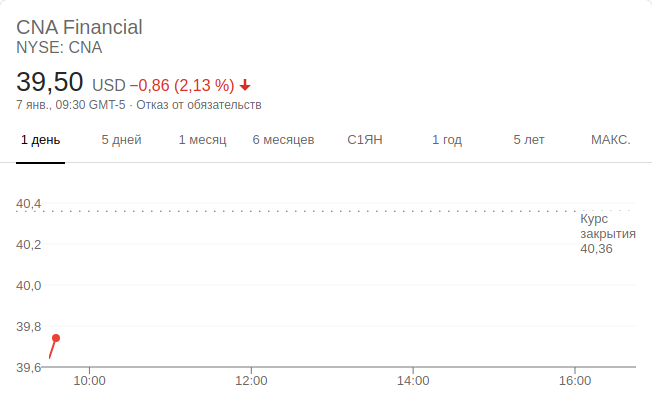 CNA Financial
NYSE: CNA
39,50 USD −0,86 (2,13 %)
7 янв., 09:30 GMT-5 · Отказ от обязательств
1 день 5 дней 1 месяц 6 месяцев С1ЯН 1 год 5 лет МАКС.
40,4
Курс
закрытия
40,36
40,2
40,0
39,8
39,6
10:00 12:00 14:00 16:00